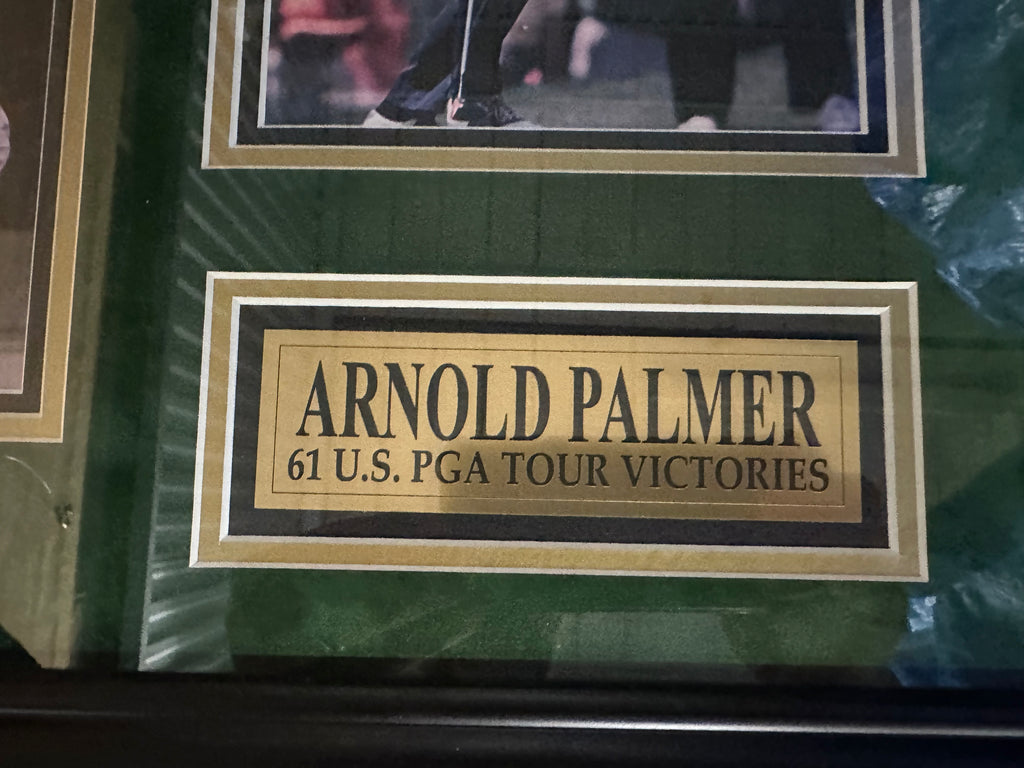 ARNOLD PALMER
61 U.S. PGA TOUR VICTORIES